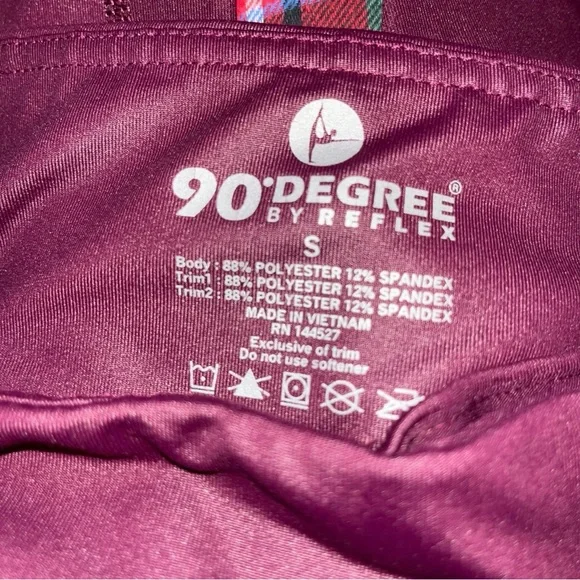 90°DEGREE®
BY REFLEX
S
Body : 88% POLYESTER 12% SPANDEX
Trim1 : 88% POLYESTER 12% SPANDEX
Trim2 : 88% POLYESTER 12% SPANDEX
MADE IN VIETNAM
RN 144527
Exclusive of trim
Do not use softener